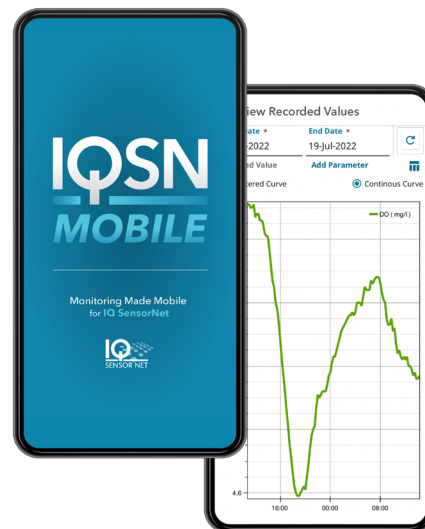 IQSN
MOBILE
Monitoring Made Mobile
for IQ SensorNet
IQ
SENSOR NET
iew Recorded Values
ate *
End Date *
-2022
19-Jul-2022
ed Value
Add Parameter
ered Curve
Continous Curve
DO ( mg/l )
4.6
16:00
00:00
08:00